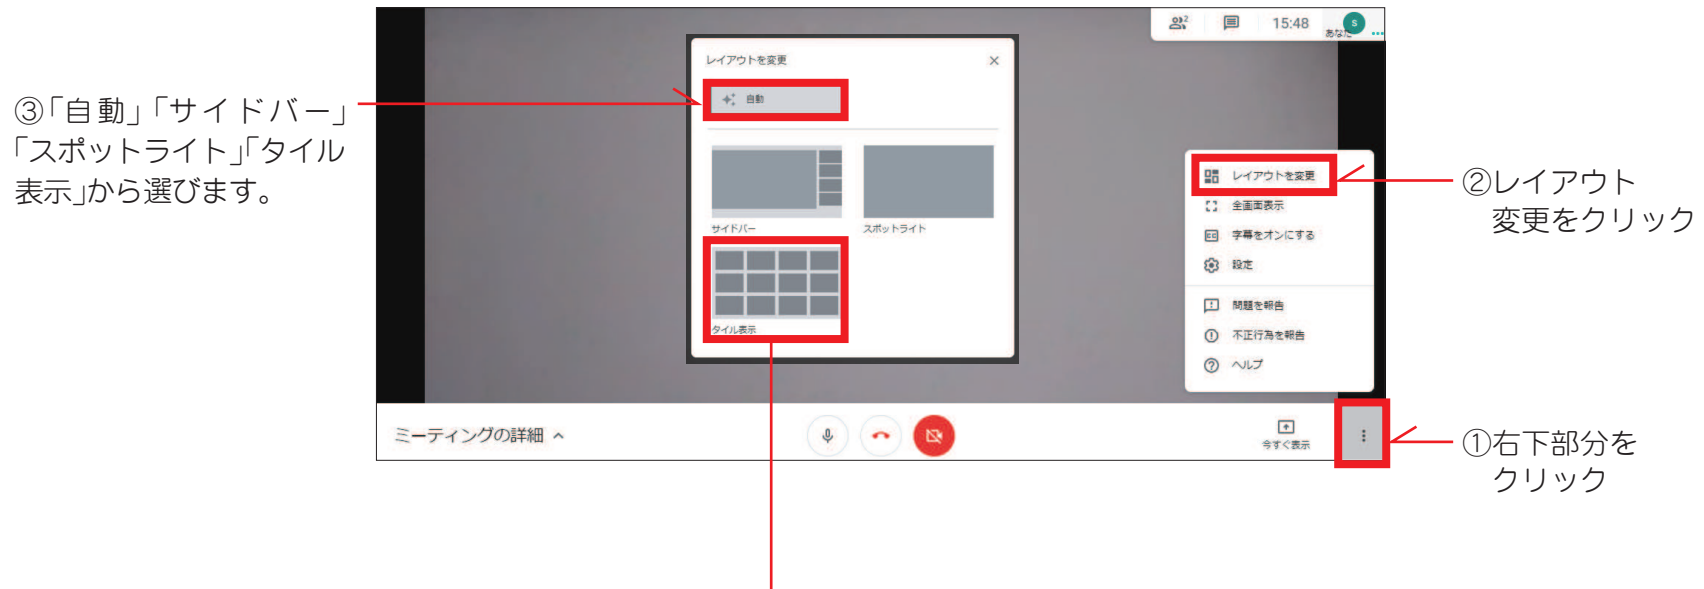 2
15:48
S
あなた
レイアウトを変更
自動
サイドバー
スポットライト
タイル表示
③「自動」「サイドバー」
「スポットライト」「タイル
表示」から選びます。
レイアウトを変更
全画面表示
字幕をオンにする
設定
問題を報告
不正行為を報告
ヘルプ
②レイアウト
変更をクリック
ミーティングの詳細
今すぐ表示
①右下部分を
クリック